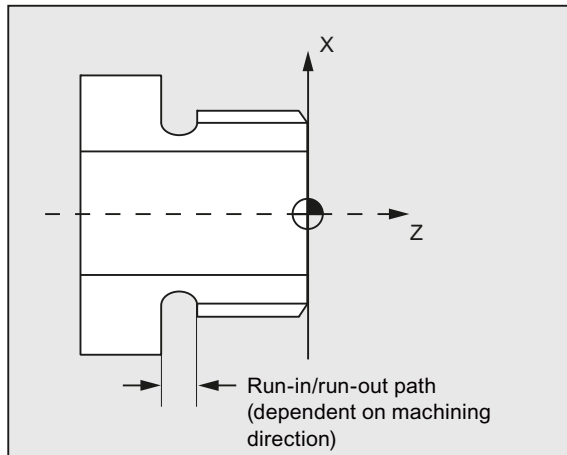 X
Z
Run-in/run-out path
(dependent on machining
direction)